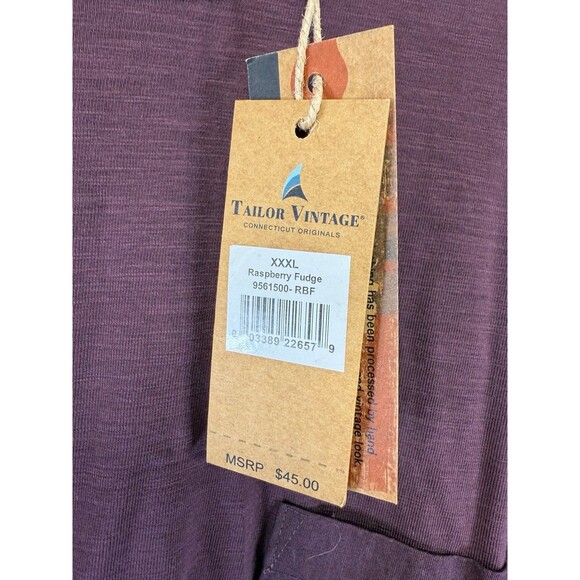 TAILOR VINTAGE®
CONNECTICUT ORIGINALS
XXXL
Raspberry Fudge
9561500- RBF
03389 22657 9
MSRP $45.00
has been processed by hand
vintage look.